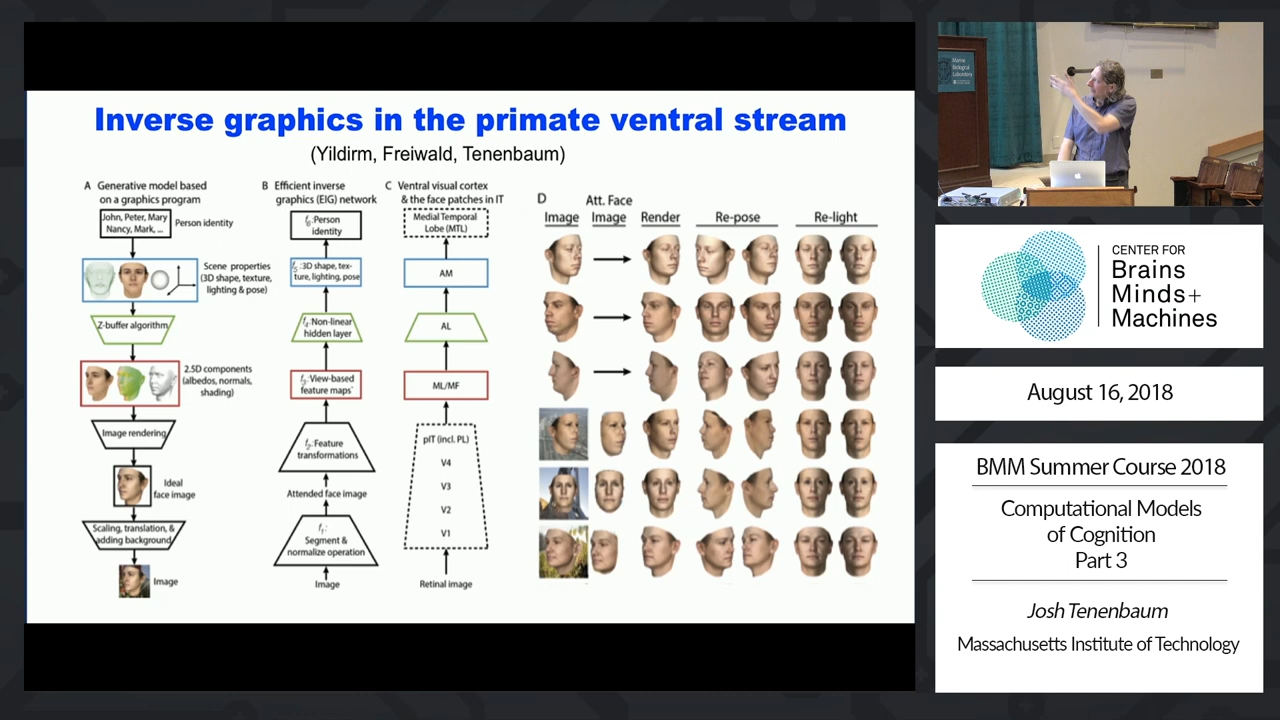 Inverse graphics in the primate ventral stream
(Yildirm, Freiwald, Tenenbaum)
A Generative model based
on a graphics program
John, Peter, Mary
Nancy, Mark, ...
Person identity
Scene properties
(3D shape, texture,
lighting & pose)
Z-buffer algorithm
2.5D components
(albedos, normals,
shading)
Image rendering
Ideal
face image
Scaling, translation, &
adding background
Image
B Efficient inverse
graphics (EIG) network
f6:Person
identity
f5:3D shape, tex-
ture, lighting, pose
f4: Non-linear
hidden layer
f3: View-based
feature maps
f2: Feature
transformations
Attended face image
f1:
Segment &
normalize operation
Image
C Ventral visual cortex
& the face patches in IT
Medial Temporal
Lobe (MTL)
AM
AL
ML/MF
pIT (incl. PL)
V4
V3
V2
V1
Retinal image
D
Image
Att. Face
Image
Render
Re-pose
Re-light
Marine
Biological
Laboratory
CENTER FOR
Brains
Minds+
Machines
August 16, 2018
BMM Summer Course 2018
Computational Models
of Cognition
Part 3
Josh Tenenbaum
Massachusetts Institute of Technology